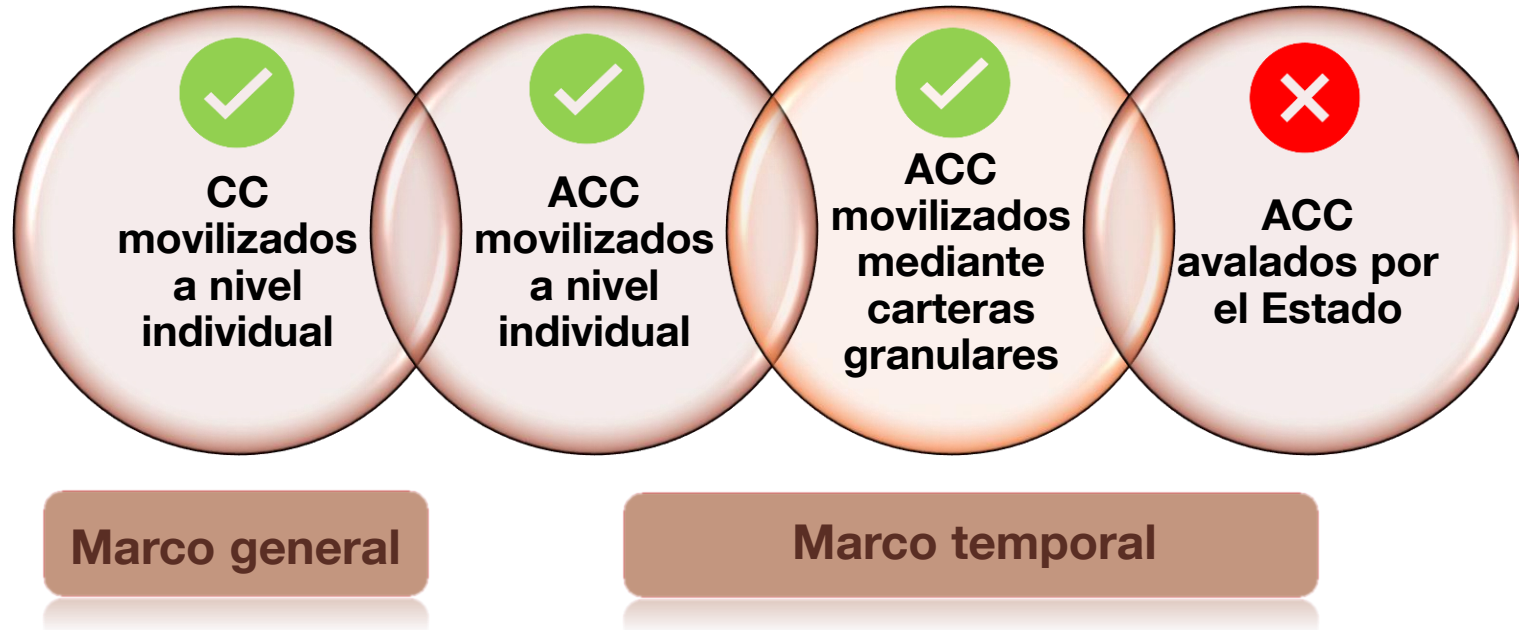 CC
movilizados
a nivel
individual
ACC
movilizados
a nivel
individual
ACC
movilizados
mediante
carteras
granulares
ACC
avalados por
el Estado
Marco general
Marco temporal